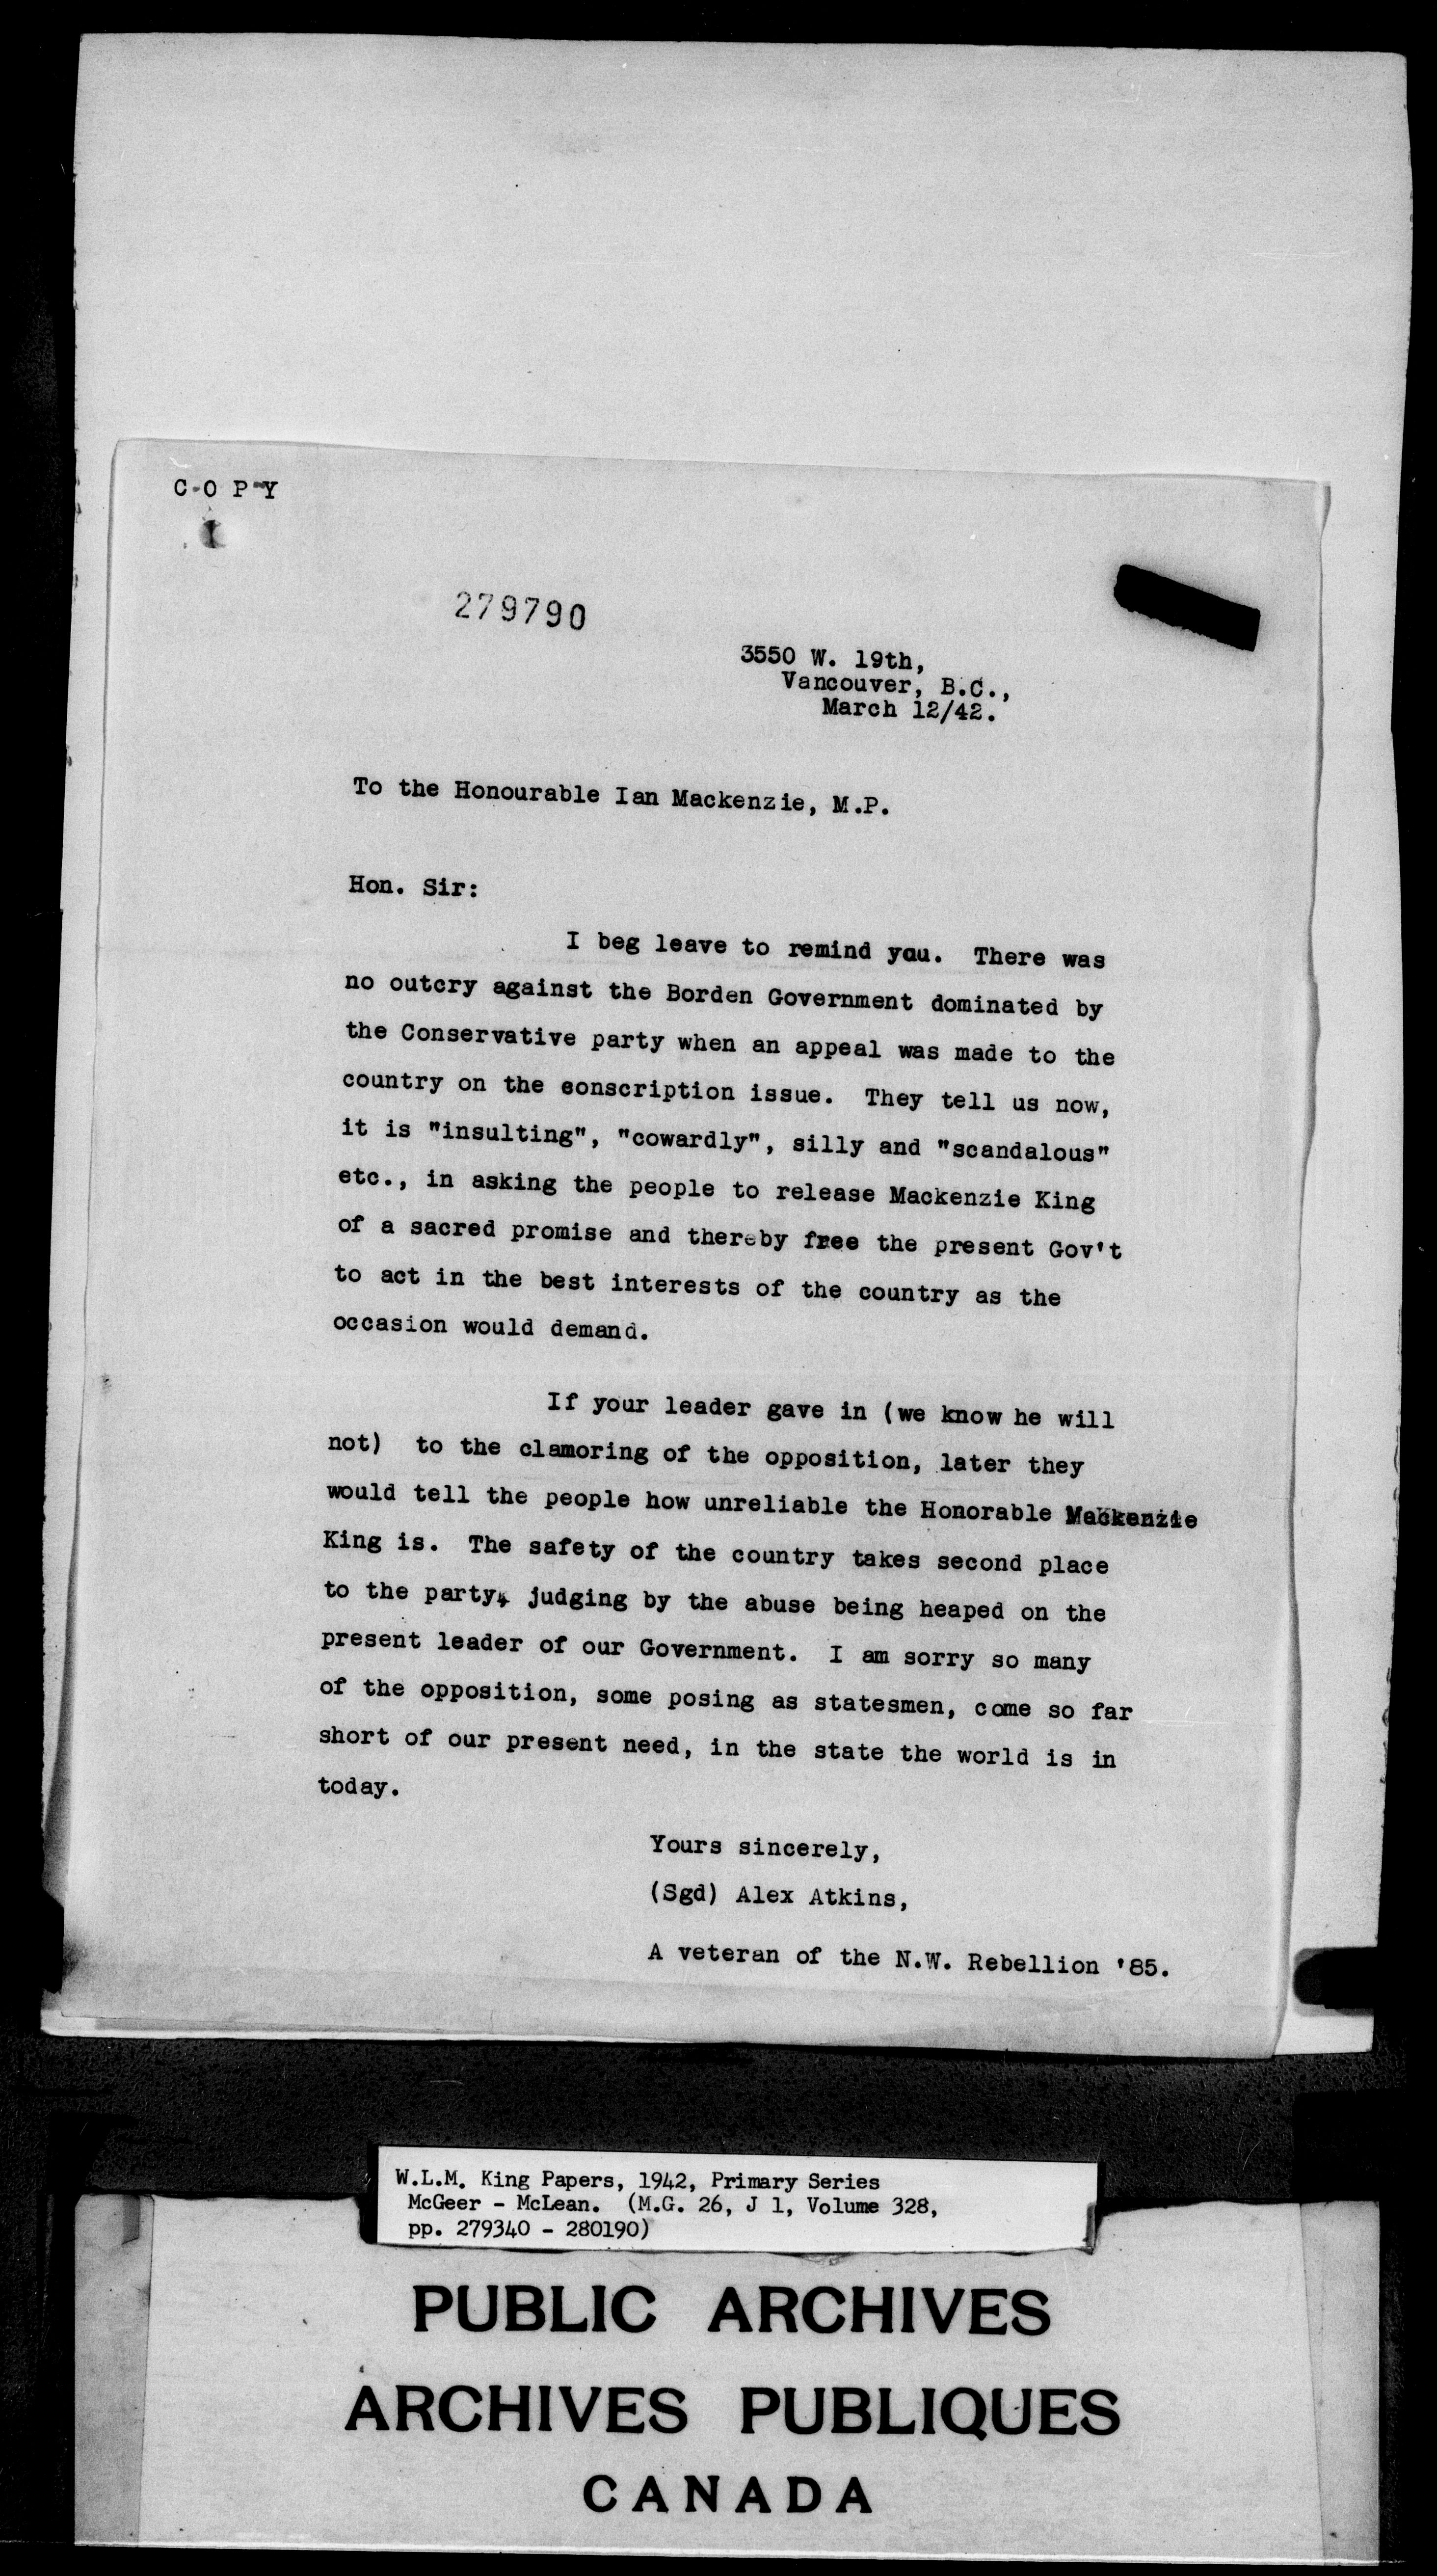 C O P Y
279790
3550 W. 19th,
Vancouver, B.C.,
March 12/42.
To the Honourable Ian Mackenzie, M.P.
Hon. Sir:
I beg leave to remind you. There was
no outcry against the Borden Government dominated by
the Conservative party when an appeal was made to the
country on the conscription issue. They tell us now,
it is "insulting", "cowardly", silly and "scandalous"
etc., in asking the people to release Mackenzie King
of a sacred promise and thereby free the present Gov't
to act in the best interests of the country as the
occasion would demand.
If your leader gave in (we know he will
not) to the clamoring of the opposition, later they
would tell the people how unreliable the Honorable Mackenzie
King is. The safety of the country takes second place
to the party, judging by the abuse being heaped on the
present leader of our Government. I am sorry so many
of the opposition, some posing as statesmen, come so far
short of our present need, in the state the world is in
today.
Yours sincerely,
(Sgd) Alex Atkins,
A veteran of the N.W. Rebellion '85.
W.L.M. King Papers, 1942, Primary Series
McGeer - McLean. (M.G. 26, J 1, Volume 328,
pp. 279340 - 280190)
PUBLIC ARCHIVES
ARCHIVES PUBLIQUES
CANADA